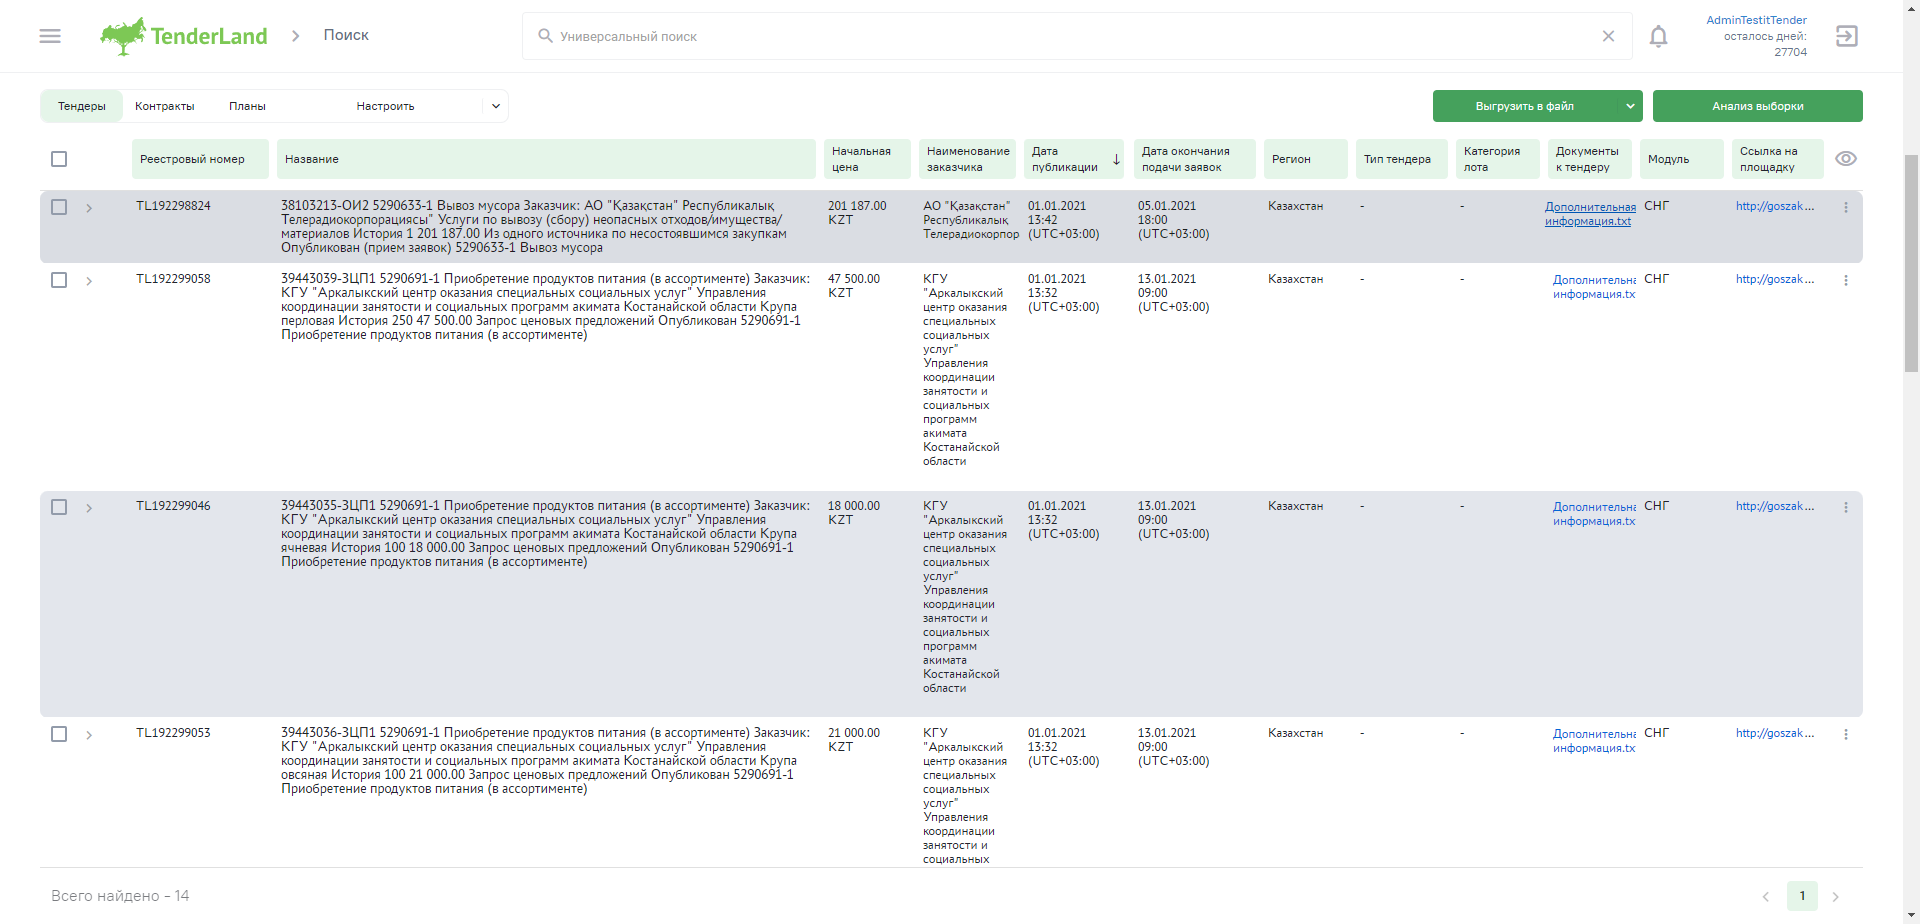 TenderLand
Поиск
Универсальный поиск
AdminTestitTender
осталось дней:
27704
Тендеры
Контракты
Планы
Настроить
Выгрузить в файл
Анализ выборки
Реестровый номер
Название
Начальная
цена
Наименование
заказчика
Дата
публикации
Дата окончания
подачи заявок
Регион
Тип тендера
Категория
лота
Документы
к тендеру
Модуль
Ссылка на
площадку
TL192298824
38103213-ОИ2 5290633-1 Вывоз мусора Заказчик: АО "Қазақстан" Республикалық
Телерадиокорпорациясы" Услуги по вывозу (сбору) неопасных отходов/имущества/
материалов История 1 201 187.00 Из одного источника по несостоявшимся закупкам
Опубликован (прием заявок) 5290633-1 Вывоз мусора
201 187.00
KZT
АО "Қазақстан"
Республикалық
Телерадиокорпор
01.01.2021
13:42
(UTC+03:00)
05.01.2021
18:00
(UTC+03:00)
Казахстан
-
-
Дополнительная
информация.txt
СНГ
http://goszak...
TL192299058
39443039-ЗЦП1 5290691-1 Приобретение продуктов питания (в ассортименте) Заказчик:
КГУ "Аркалыкский центр оказания специальных социальных услуг" Управления
координации занятости и социальных программ акимата Костанайской области Крупа
перловая История 250 47 500.00 Запрос ценовых предложений Опубликован 5290691-1
Приобретение продуктов питания (в ассортименте)
47 500.00
KZT
КГУ
"Аркалыкский
центр оказания
специальных
социальных
услуг"
Управления
координации
занятости и
социальных
программ
акимата
Костанайской
области
01.01.2021
13:32
(UTC+03:00)
13.01.2021
09:00
(UTC+03:00)
Казахстан
-
-
Дополнительна
информация.tx
СНГ
http://goszak...
TL192299046
39443035-ЗЦП1 5290691-1 Приобретение продуктов питания (в ассортименте) Заказчик:
КГУ "Аркалыкский центр оказания специальных социальных услуг" Управления
координации занятости и социальных программ акимата Костанайской области Крупа
ячневая История 100 18 000.00 Запрос ценовых предложений Опубликован 5290691-1
Приобретение продуктов питания (в ассортименте)
18 000.00
KZT
КГУ
"Аркалыкский
центр оказания
специальных
социальных
услуг"
Управления
координации
занятости и
социальных
программ
акимата
Костанайской
области
01.01.2021
13:32
(UTC+03:00)
13.01.2021
09:00
(UTC+03:00)
Казахстан
-
-
Дополнительна
информация.tx
СНГ
http://goszak...
TL192299053
39443036-ЗЦП1 5290691-1 Приобретение продуктов питания (в ассортименте) Заказчик:
КГУ "Аркалыкский центр оказания специальных социальных услуг" Управления
координации занятости и социальных программ акимата Костанайской области Крупа
овсяная История 100 21 000.00 Запрос ценовых предложений Опубликован 5290691-1
Приобретение продуктов питания (в ассортименте)
21 000.00
KZT
КГУ
"Аркалыкский
центр оказания
специальных
социальных
услуг"
Управления
координации
занятости и
социальных
01.01.2021
13:32
(UTC+03:00)
13.01.2021
09:00
(UTC+03:00)
Казахстан
-
-
Дополнительна
информация.tx
СНГ
http://goszak...
Всего найдено - 14
1